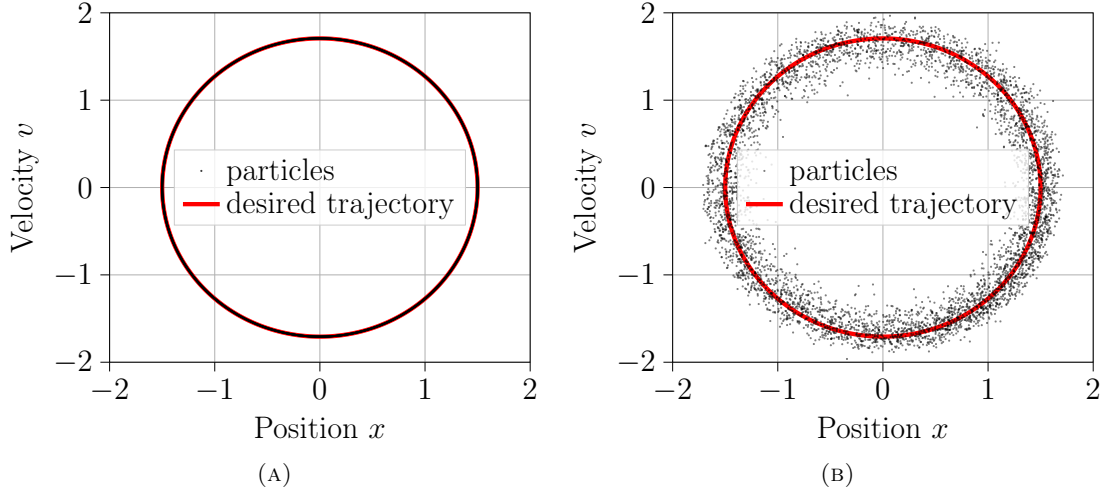 2
1
0
−1
−2
−2
−1
0
1
2
Velocity v
Position x
particles
desired trajectory
(A)
2
1
0
−1
−2
−2
−1
0
1
2
Velocity v
Position x
particles
desired trajectory
(B)